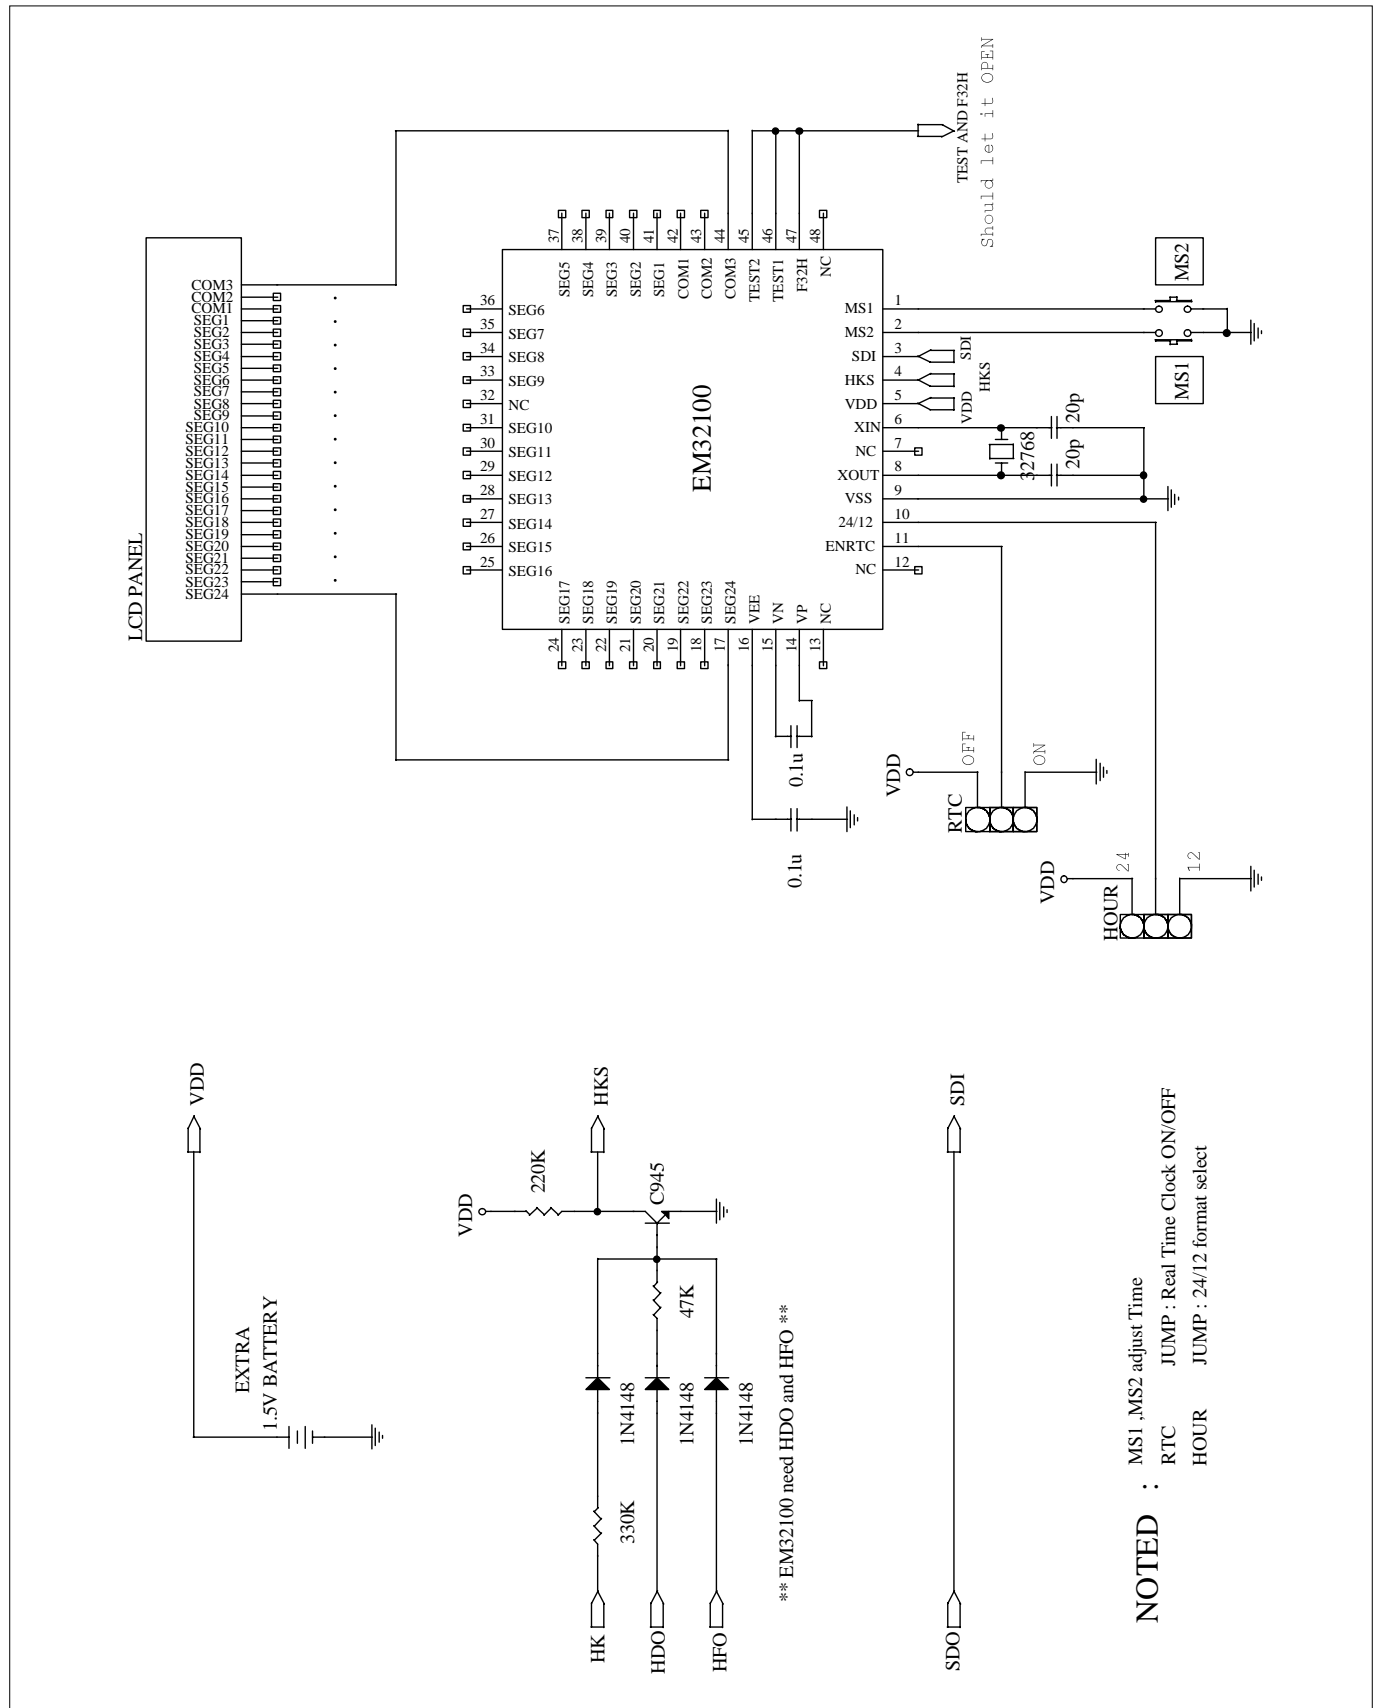 LCD PANEL
COM3
COM2
COM1
SEG1
SEG2
SEG3
SEG4
SEG5
SEG6
SEG7
SEG8
SEG9
SEG10
SEG11
SEG12
SEG13
SEG14
SEG15
SEG16
SEG17
SEG18
SEG19
SEG20
SEG21
SEG22
SEG23
SEG24
EM32100
37 SEG5
38 SEG4
39 SEG3
40 SEG2
41 SEG1
42 COM1
43 COM2
44 COM3
45 TEST2
46 TEST1
47 F32H
48 NC
36 SEG6
35 SEG7
34 SEG8
33 SEG9
32 NC
31 SEG10
30 SEG11
29 SEG12
28 SEG13
27 SEG14
26 SEG15
25 SEG16
24 SEG17
23 SEG18
22 SEG19
21 SEG20
20 SEG21
19 SEG22
18 SEG23
17 SEG24
16 VEE
15 VN
14 VP
13 NC
MS1 1
MS2 2
SDI 3
HKS 4
VDD 5
XIN 6
NC 7
XOUT 8
VSS 9
24/12 10
ENRTC 11
NC 12
TEST AND F32H
Should let it OPEN
MS2
MS1
SDI
HKS
VDD
32768
20p
20p
0.1u
0.1u
VDD
OFF
ON
RTC
VDD
24
12
HOUR
VDD
EXTRA
1.5V BATTERY
HKS
VDD
220K
C945
47K
1N4148
1N4148
1N4148
330K
HK
HDO
HFO
** EM32100 need HDO and HFO **
SDO
SDI
NOTED :
MS1 ,MS2 adjust Time
RTC JUMP : Real Time Clock ON/OFF
HOUR JUMP : 24/12 format select